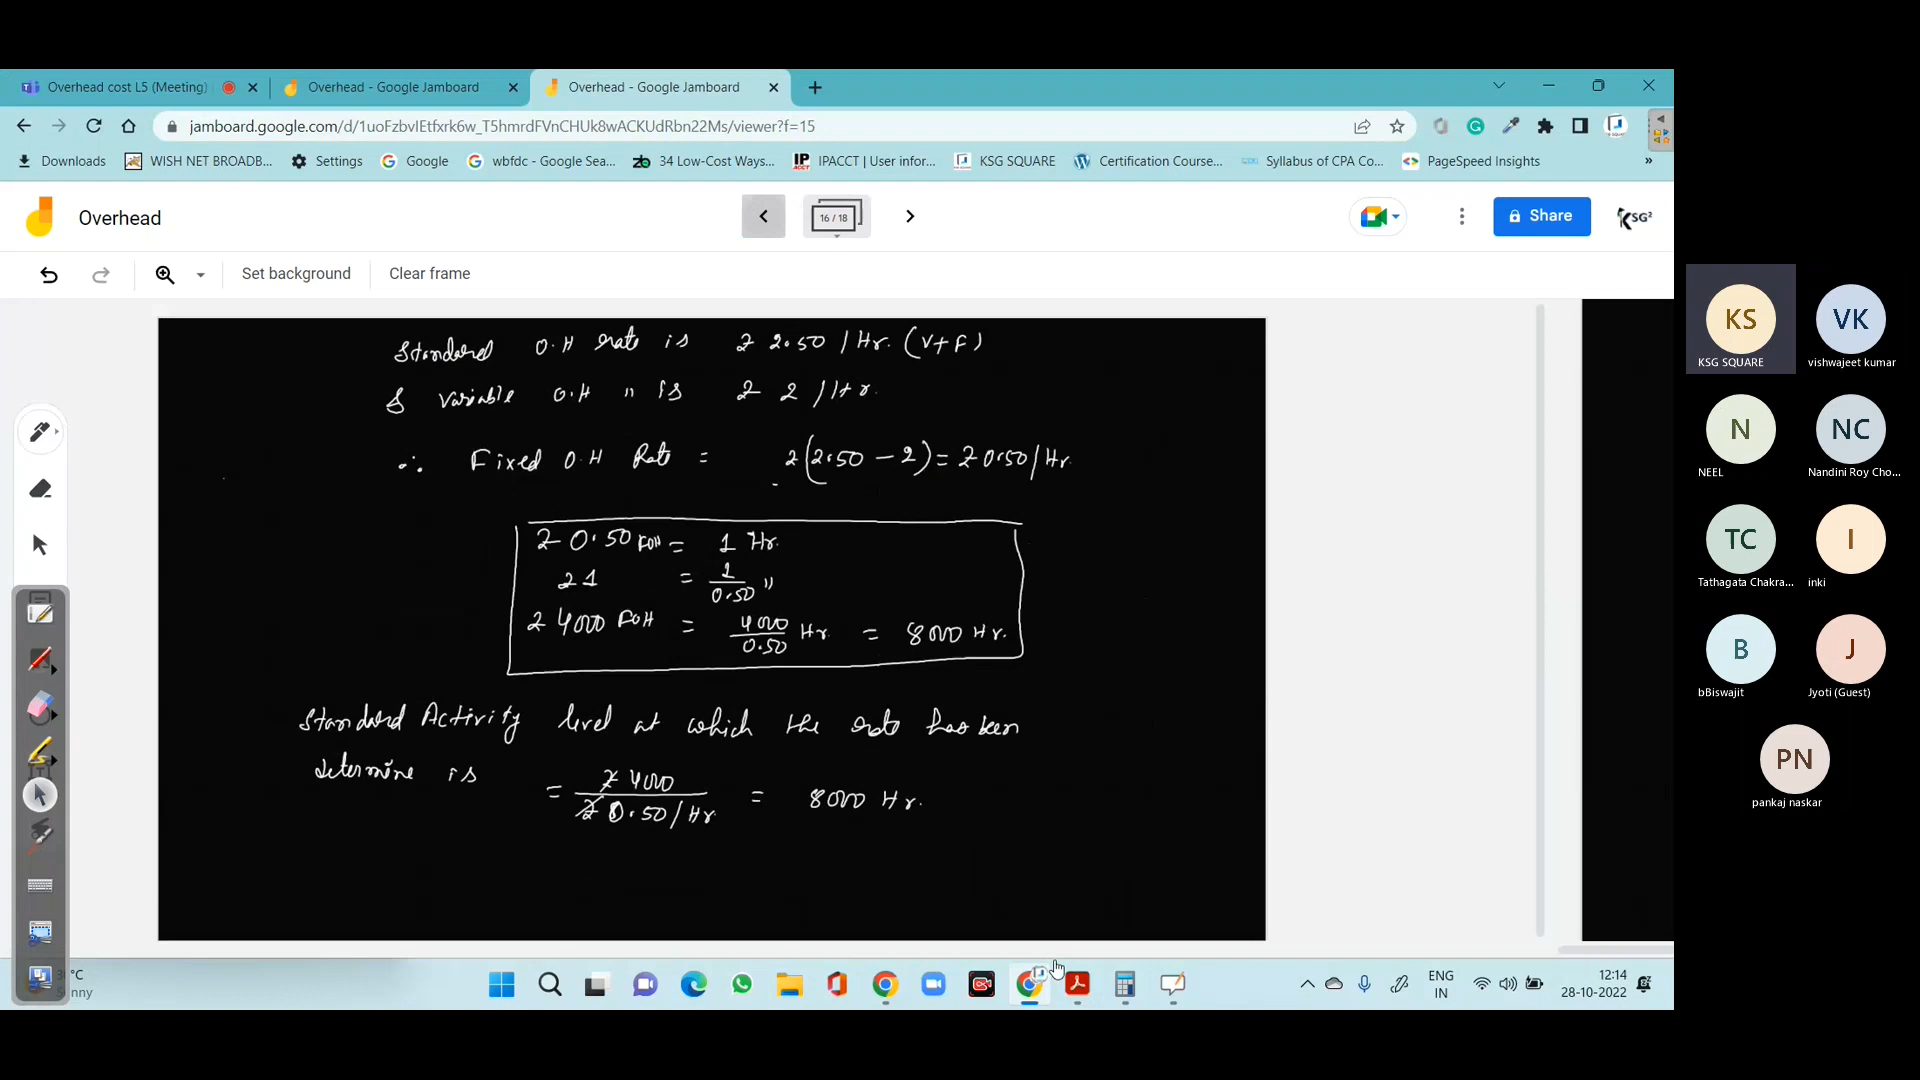 Overhead cost L5 (Meeting)
Overhead - Google Jamboard
Overhead - Google Jamboard
jamboard.google.com/d/1uoFzbvIEtfxrk6w_T5hmrdFVnCHUk8wACKUdRbn22Ms/viewer?f=15
Downloads
WISH NET BROADB...
Settings
Google
wbfdc - Google Sea...
34 Low-Cost Ways...
IPACCT | User infor...
KSG SQUARE
Certification Course...
Syllabus of CPA Co...
PageSpeed Insights
»
Overhead
16 / 18
Share
KSG²
Set background
Clear frame
Standard O.H rate is ₹ 2.50 / Hr. (V+F)
& variable O.H " is ₹ 2 / Hr.
∴ Fixed O.H Rate = ₹(2.50 – 2) = ₹ 0.50/Hr.
₹ 0.50 FOH = 1 Hr.
₹ 1 = 1/0.50 "
₹ 4000 FOH = 4000/0.50 Hr. = 8000 Hr.
Standard Activity level at which the rate has been
determine is = ₹ 4000 / ₹ 0.50/Hr. = 8000 Hr.
KS
KSG SQUARE
VK
vishwajeet kumar
N
NEEL
NC
Nandini Roy Cho...
TC
Tathagata Chakra...
I
inki
B
bBiswajit
J
Jyoti (Guest)
PN
pankaj naskar
°C
nny
ENG
IN
12:14
28-10-2022